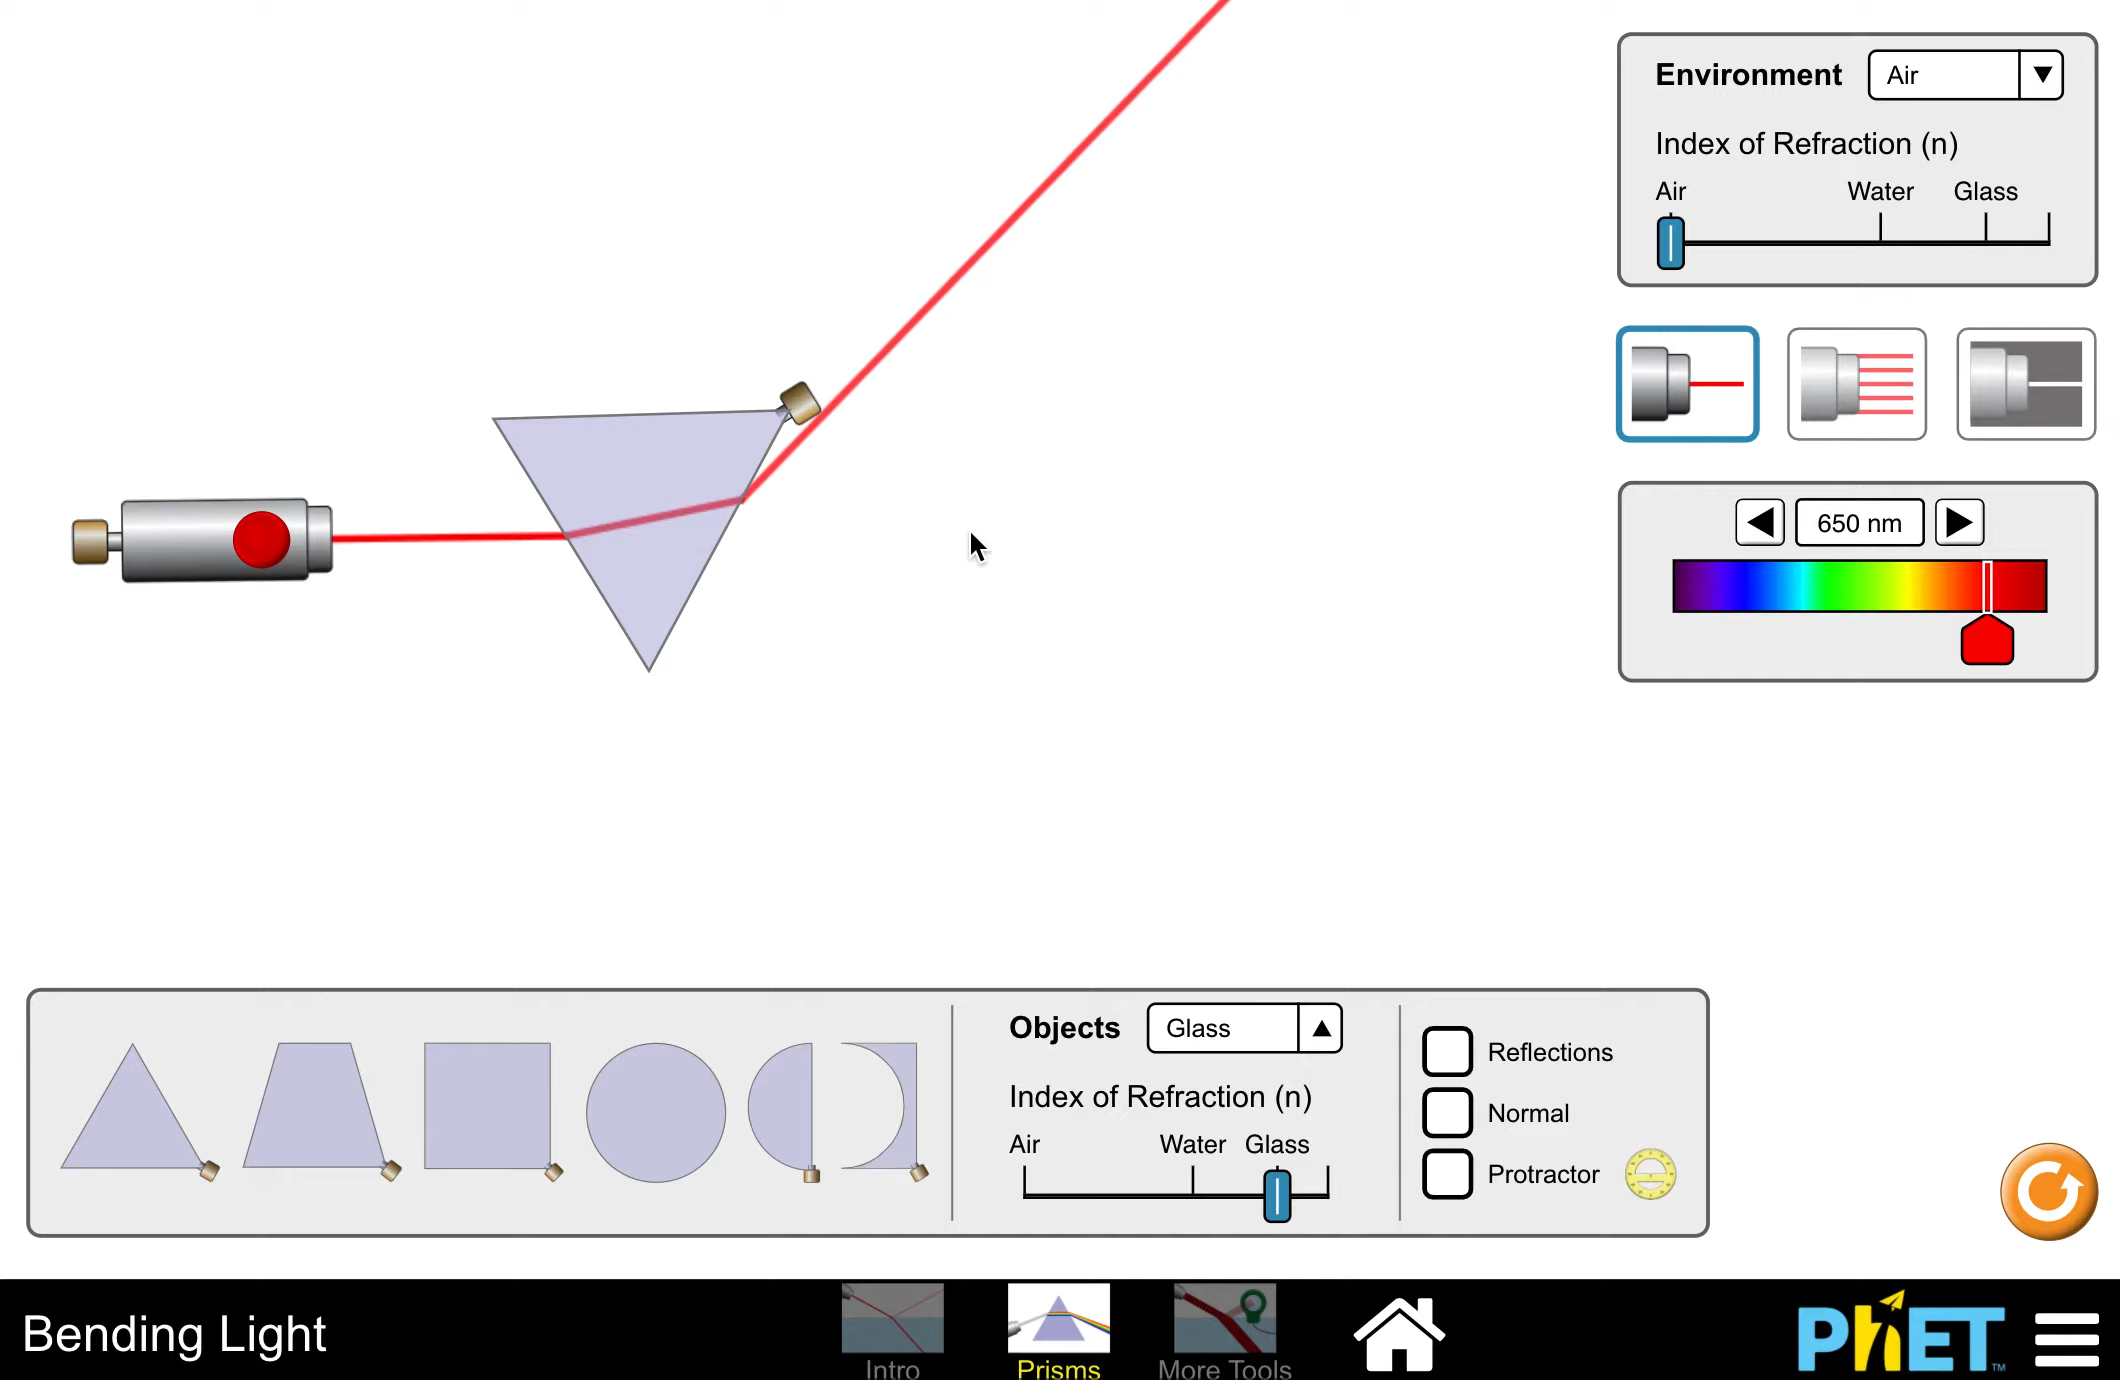 Environment Air
Index of Refraction (n)
Air Water Glass
650 nm
Objects Glass
Index of Refraction (n)
Air Water Glass
Reflections
Normal
Protractor
Bending Light
Intro
Prisms
More Tools
PhET™